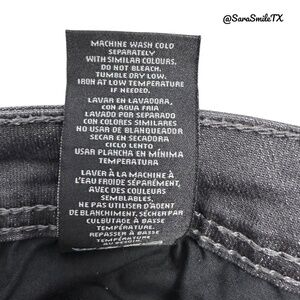 @SaraSmileTX
MACHINE WASH COLD
SEPARATELY
WITH SIMILAR COLOURS.
DO NOT BLEACH.
TUMBLE DRY LOW.
IRON AT LOW TEMPERATURE
IF NEEDED.
LAVAR EN LAVADORA,
CON AGUA FRIA
LAVADO POR SEPARADO
CON COLORES SIMILARES
NO USAR DE BLANQUEADOR
SECAR EN SECADORA
CICLO LENTO
USAR PLANCHA EN MÍNIMA
TEMPERATURA
LAVER À LA MACHINE À
L'EAU FROIDE SÉPARÉMENT,
AVEC DES COULEURS
SEMBLABLES,
NE PAS UTILISER D'AGENT
DE BLANCHIMENT, SÉCHER PAR
CULBUTAGE À BASSE
TEMPÉRATURE.
REPASSER À BASSE
TEMPÉRATURE
AU BESOIN.